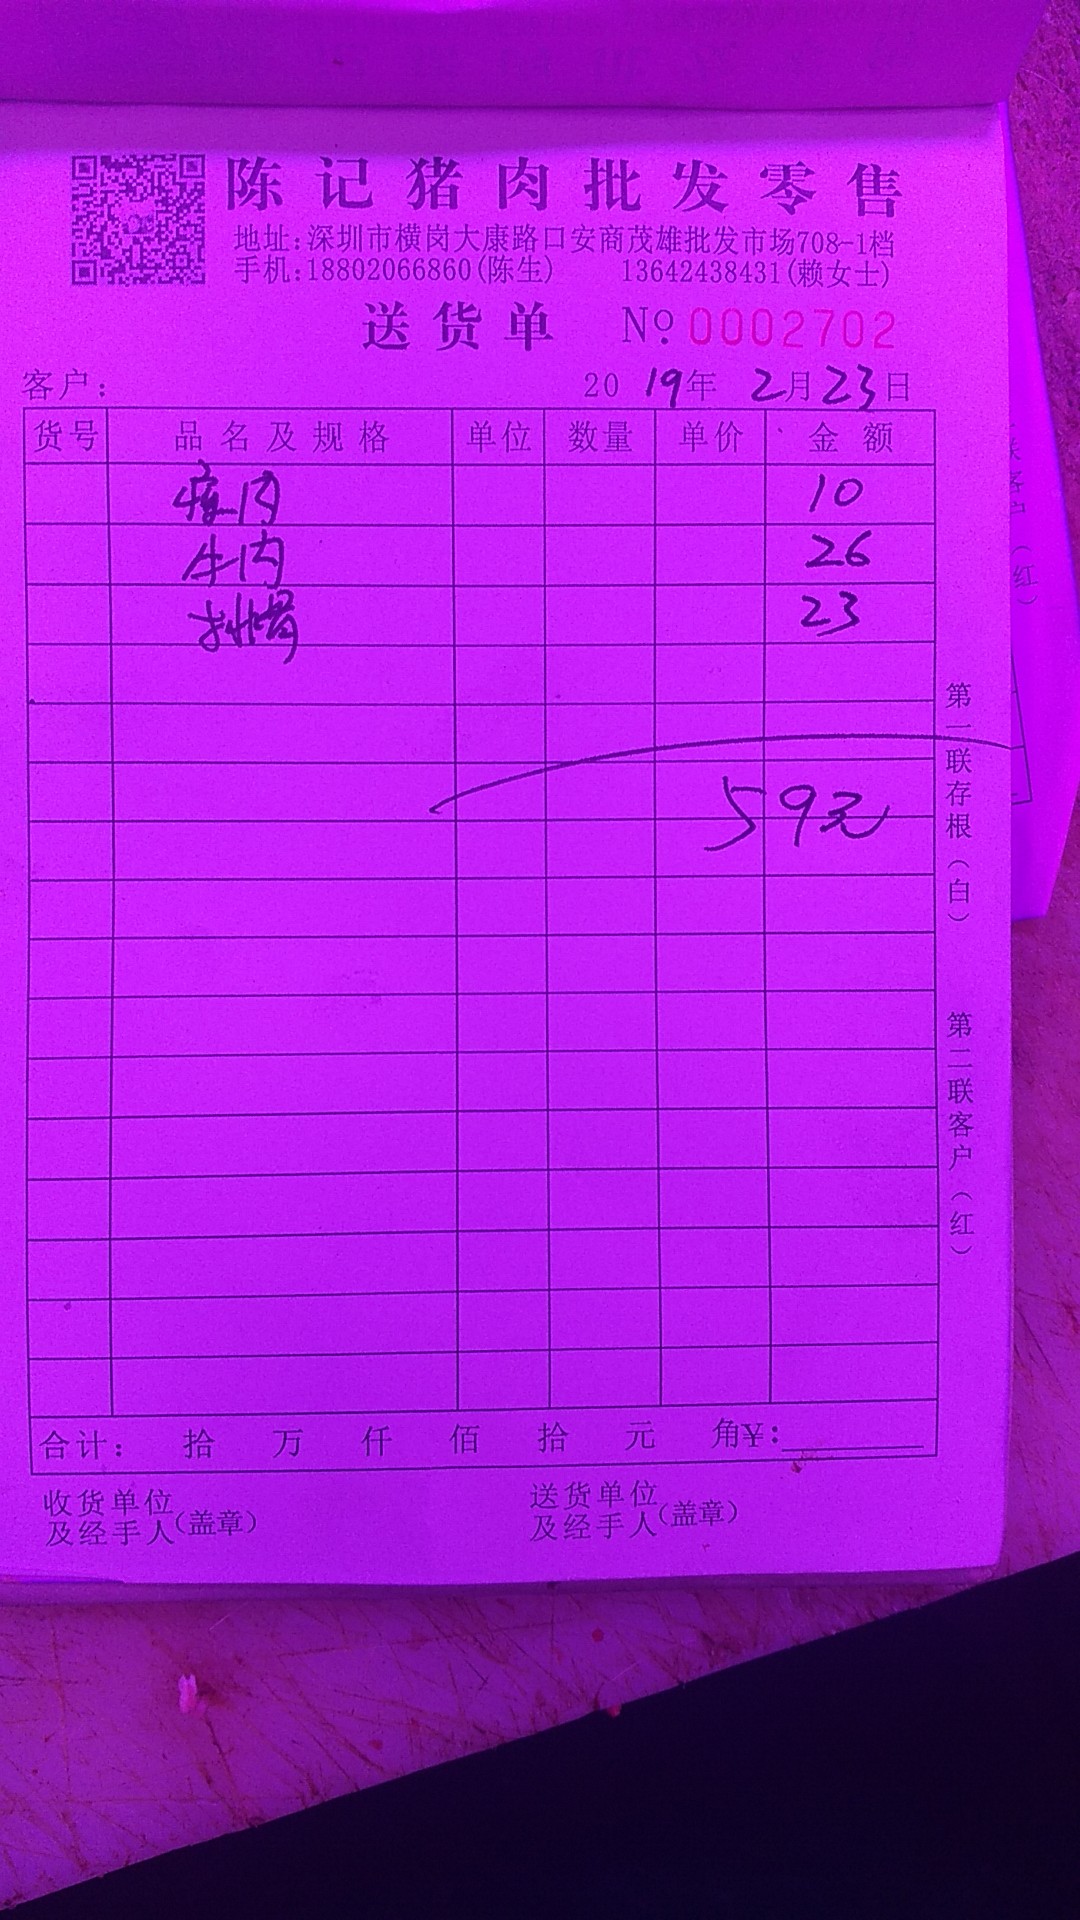 陈记猪肉批发零售
地址:深圳市横岗大康路口安商茂雄批发市场708-1档
手机:18802066860(陈生) 13642438431(赖女士)
送货单 No 0002702
客户: 2019年 2月23日
货号 品名及规格 单位 数量 单价 金额
瘦肉 10
牛肉 26
排骨 23
59元
第一联存根(白) 第二联客户(红)
合计: 拾 万 仟 佰 拾 元 角¥:
收货单位及经手人(盖章) 送货单位及经手人(盖章)